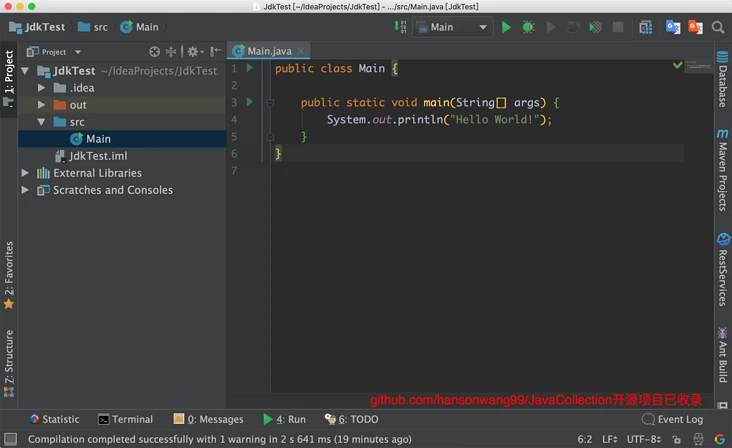 JdkTest [~/IdeaProjects/JdkTest] - .../src/Main.java [JdkTest]
JdkTest src Main
Main
Project
Main.java
1: Project
JdkTest ~/IdeaProjects/JdkTest
.idea
out
src
Main
JdkTest.iml
External Libraries
Scratches and Consoles
1 public class Main {
2
3 public static void main(String[] args) {
4 System.out.println("Hello World!");
5 }
6 }
7
Database
Maven Projects
RestServices
Ant Build
2: Favorites
7: Structure
github.com/hansonwang99/JavaCollection开源项目已收录
Statistic
Terminal
0: Messages
4: Run
6: TODO
Event Log
Compilation completed successfully with 1 warning in 2 s 641 ms (19 minutes ago)
6:2 LF÷ UTF-8÷